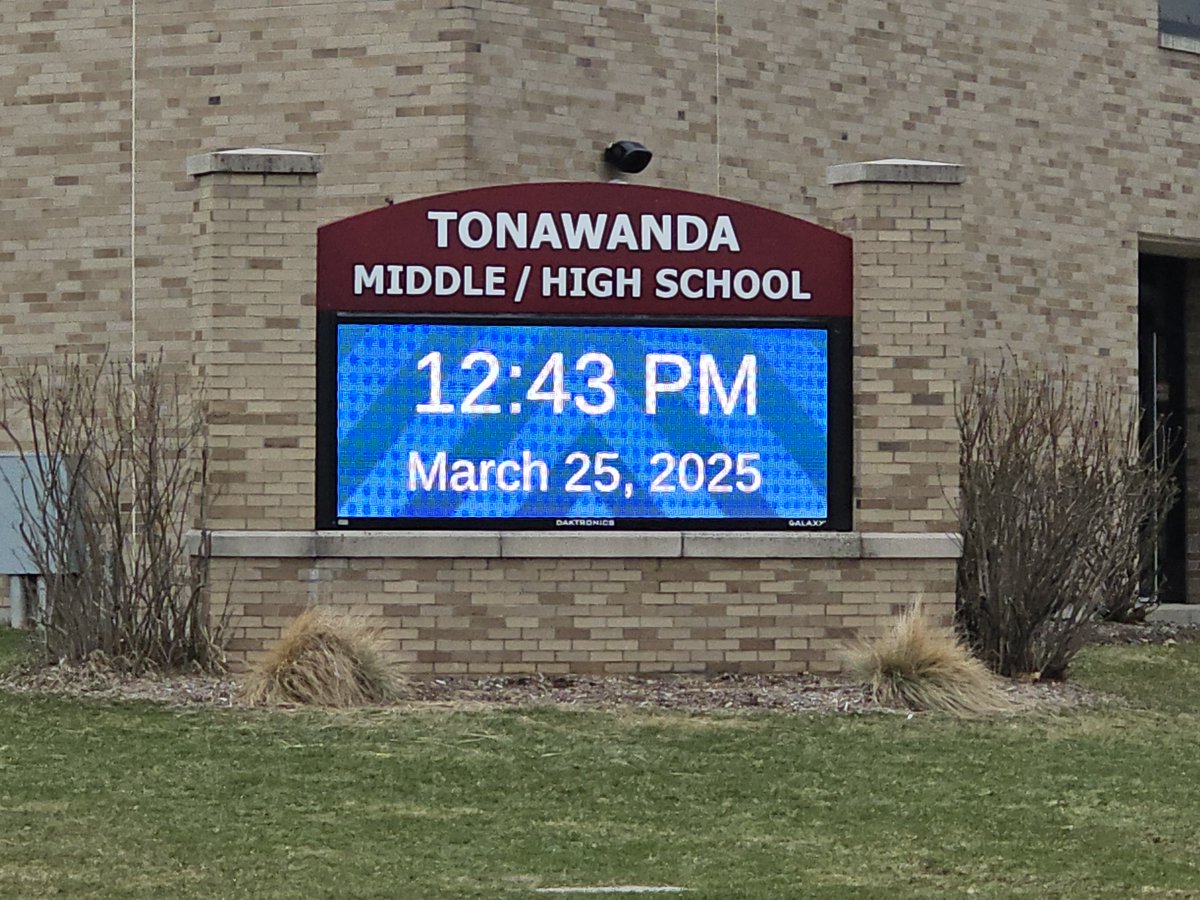 TONAWANDA
MIDDLE / HIGH SCHOOL
12:43 PM
March 25, 2025
DAKTRONICS
GALAXY